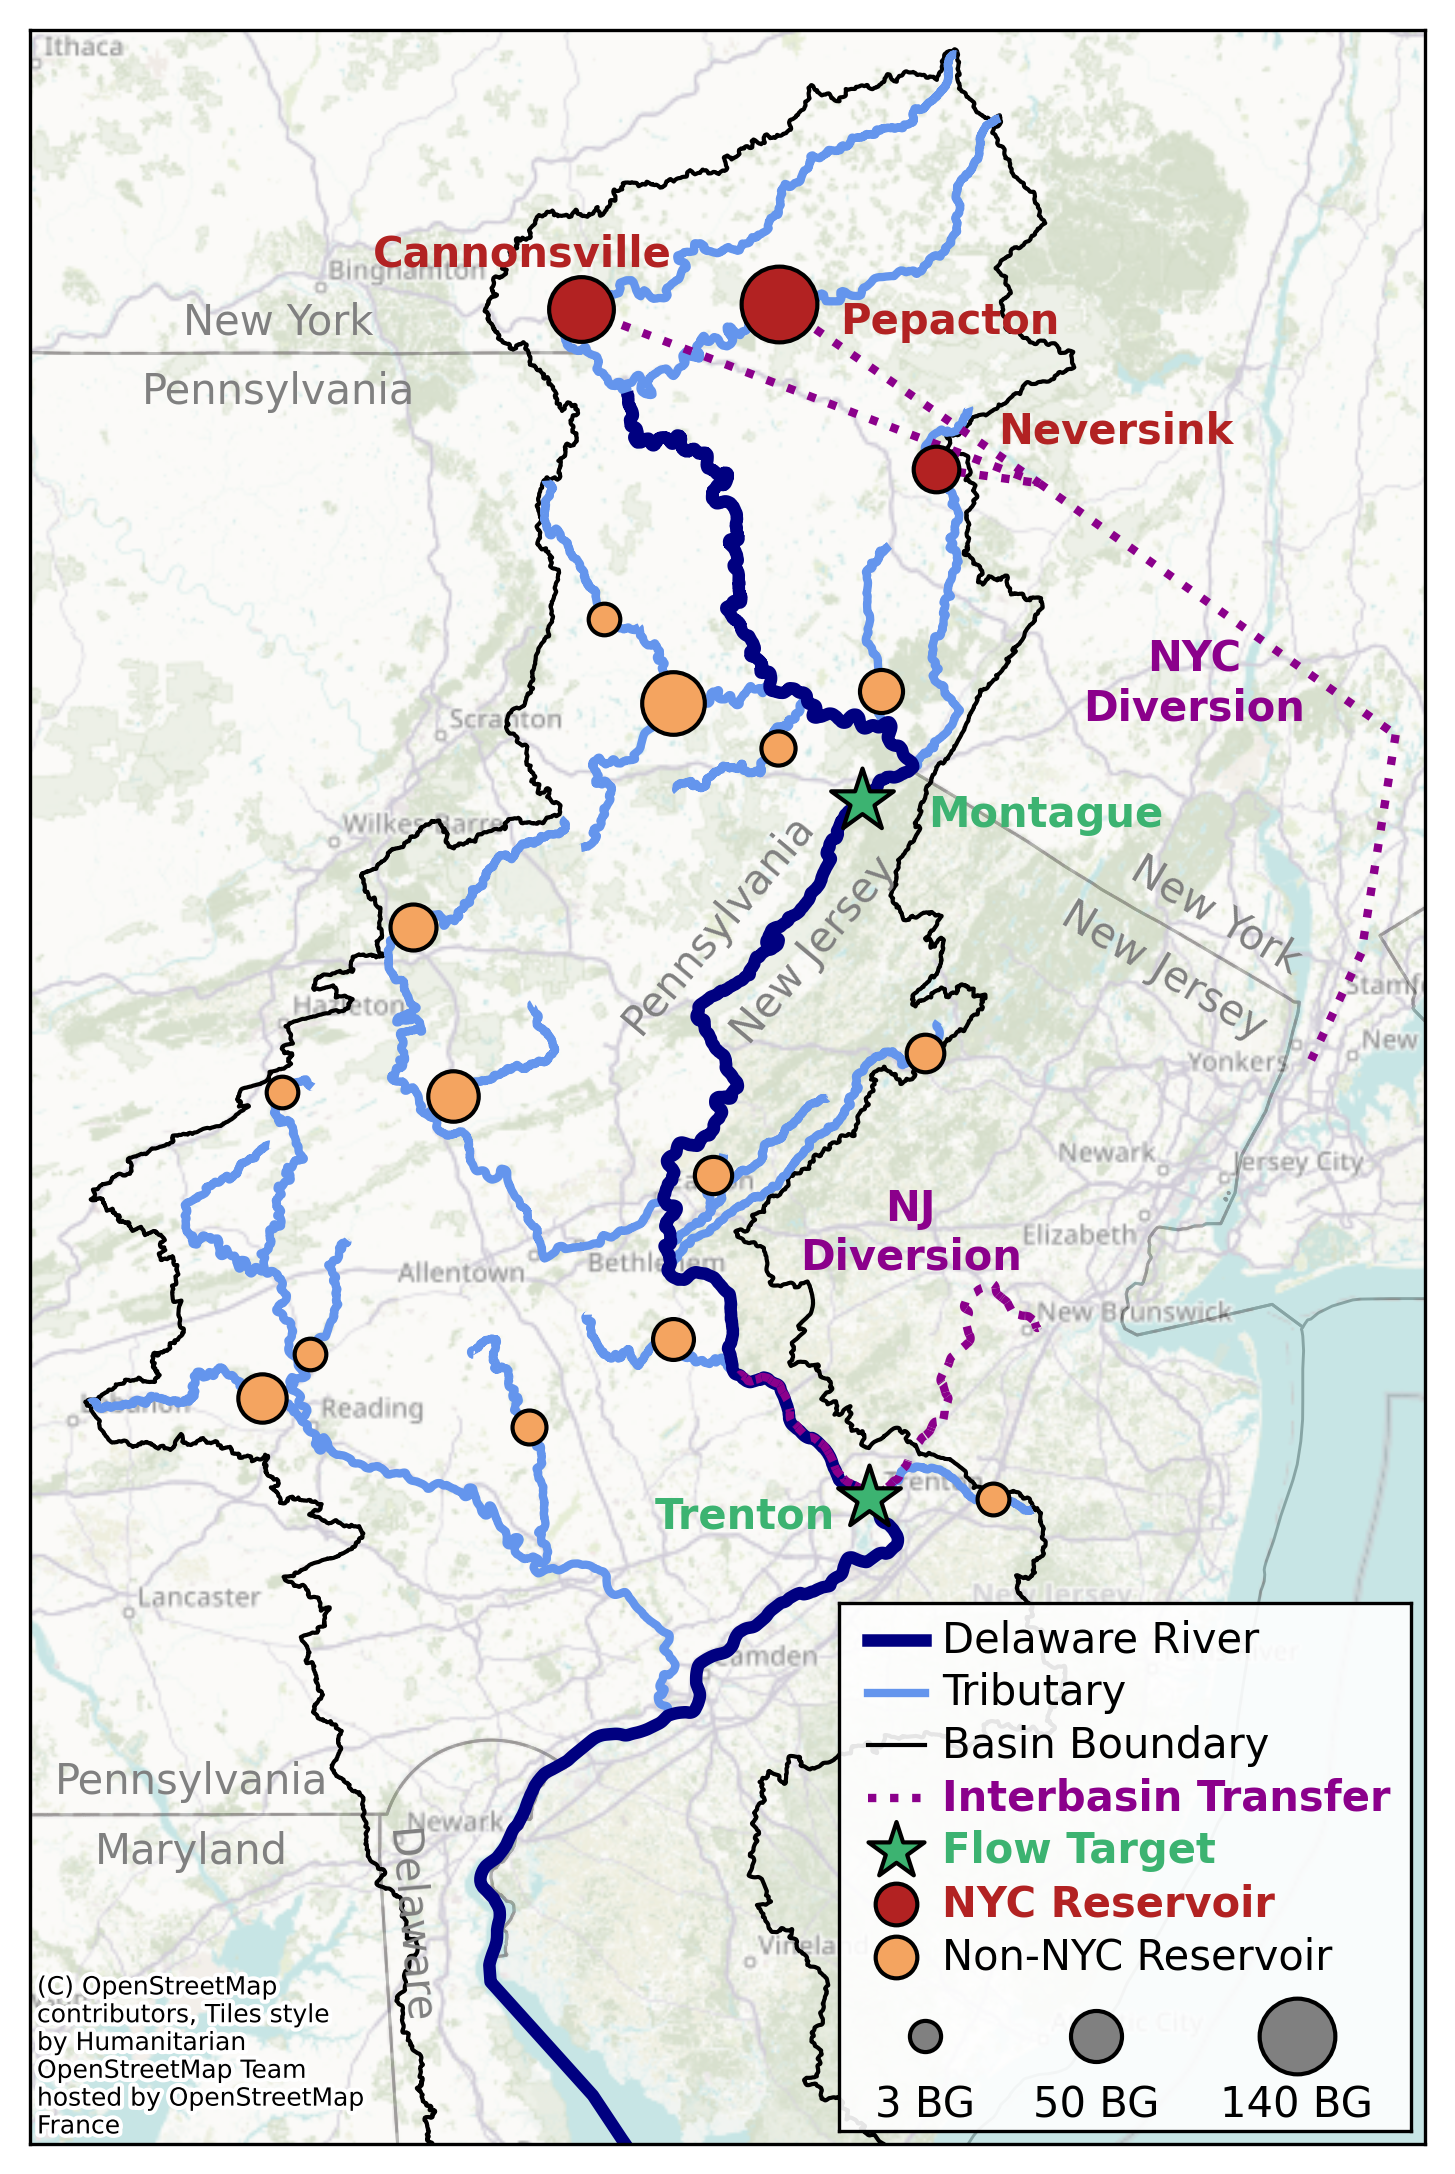 Ithaca
Cannonsville
Binghamton
New York
Pepacton
Pennsylvania
Neversink
NYC
Diversion
Scranton
Montague
Wilkes-Barre
Pennsylvania
New Jersey
New York
New Jersey
Hazleton
New
Yonkers
Newark
Jersey City
NJ
Diversion
Elizabeth
Bethlehem
Allentown
New Brunswick
Lebanon
Reading
Trenton
Trenton
Lancaster
New Jersey
Camden
Pennsylvania
Maryland
Newark
Delaware
Vineland
Delaware River
Tributary
Basin Boundary
Interbasin Transfer
Flow Target
NYC Reservoir
Non-NYC Reservoir
3 BG
50 BG
140 BG
(C) OpenStreetMap
contributors, Tiles style
by Humanitarian
OpenStreetMap Team
hosted by OpenStreetMap
France